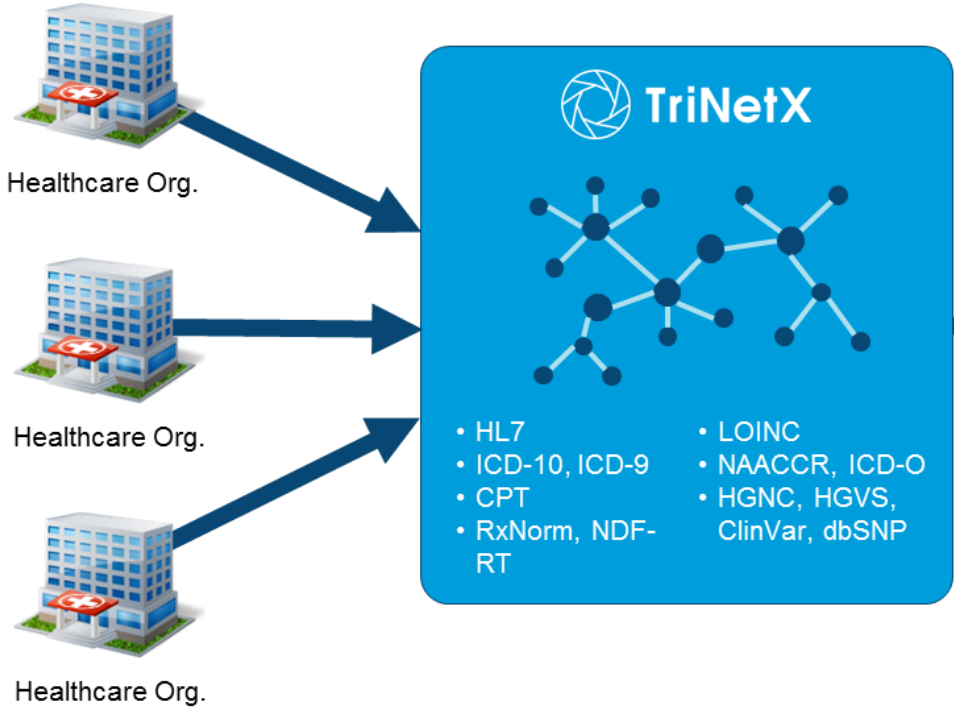 Healthcare Org.
Healthcare Org.
Healthcare Org.
TriNetX
• HL7
• ICD-10, ICD-9
• CPT
• RxNorm, NDF-
RT
• LOINC
• NAACCR, ICD-O
• HGNC, HGVS,
ClinVar, dbSNP